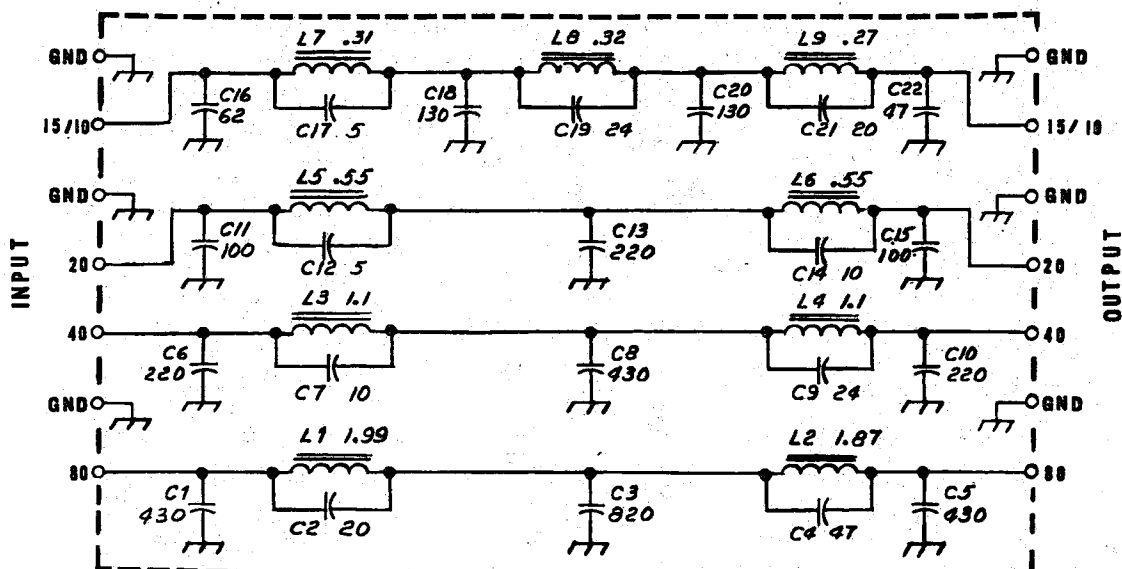 L7 .31
L8 .32
L9 .27
GND
GND
C16
62
C18
130
C20
130
C22
47
15/10
C17 5
C19 24
C21 20
15/10
L5 .55
L6 .55
GND
GND
C11
100
C13
220
C15
100
20
C12 5
C14 10
20
INPUT
OUTPUT
L3 1.1
L4 1.1
40
40
C6
220
C8
430
C10
220
C7 10
C9 24
GND
GND
L1 1.99
L2 1.87
80
80
C1
430
C3
820
C5
430
C2 20
C4 47